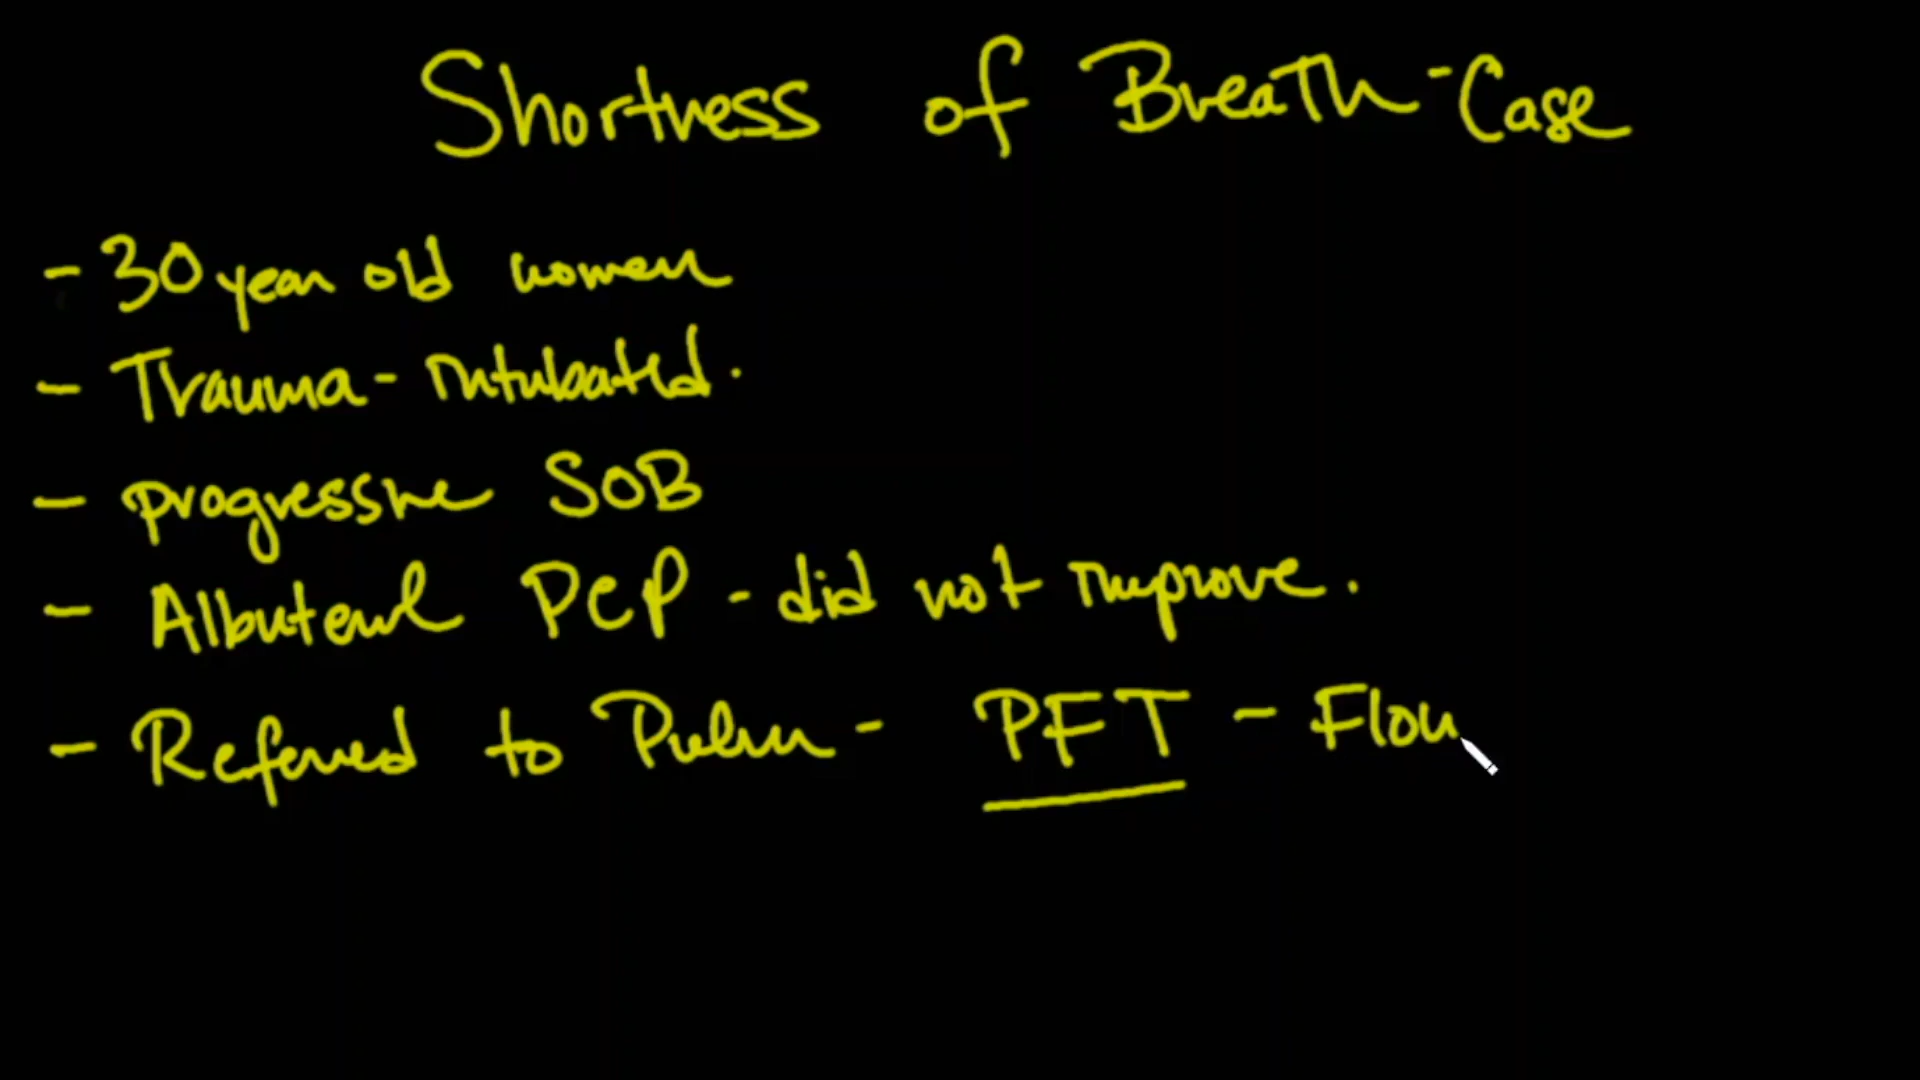 Shortness of Breath - Case
- 30 year old women
- Trauma - intubated.
- progressive SOB
- Albuterol PCP - did not improve.
- Referred to Pulm - PFT - Flow